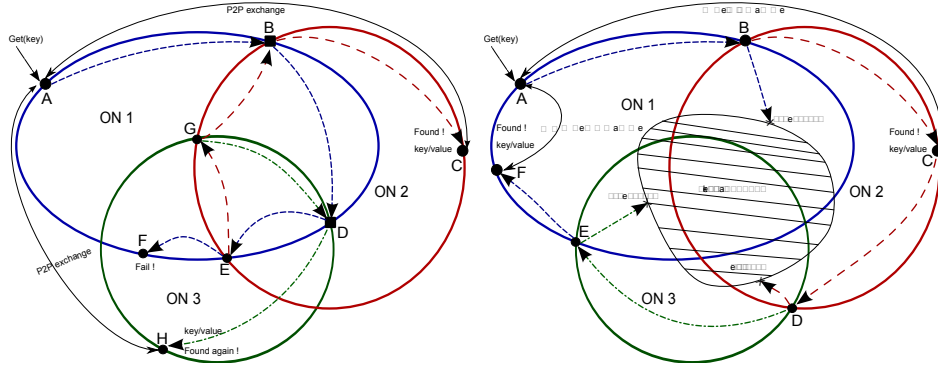 P2P exchange
Get(key)
A
B
ON 1
G
Found !
key/value
C
ON 2
D
F
Fail !
E
P2P exchange
ON 3
H
key/value
Found again !
Get(key)
A
B
ON 1
Found !
key/value
F
Found !
key/value
C
ON 2
E
ON 3
D